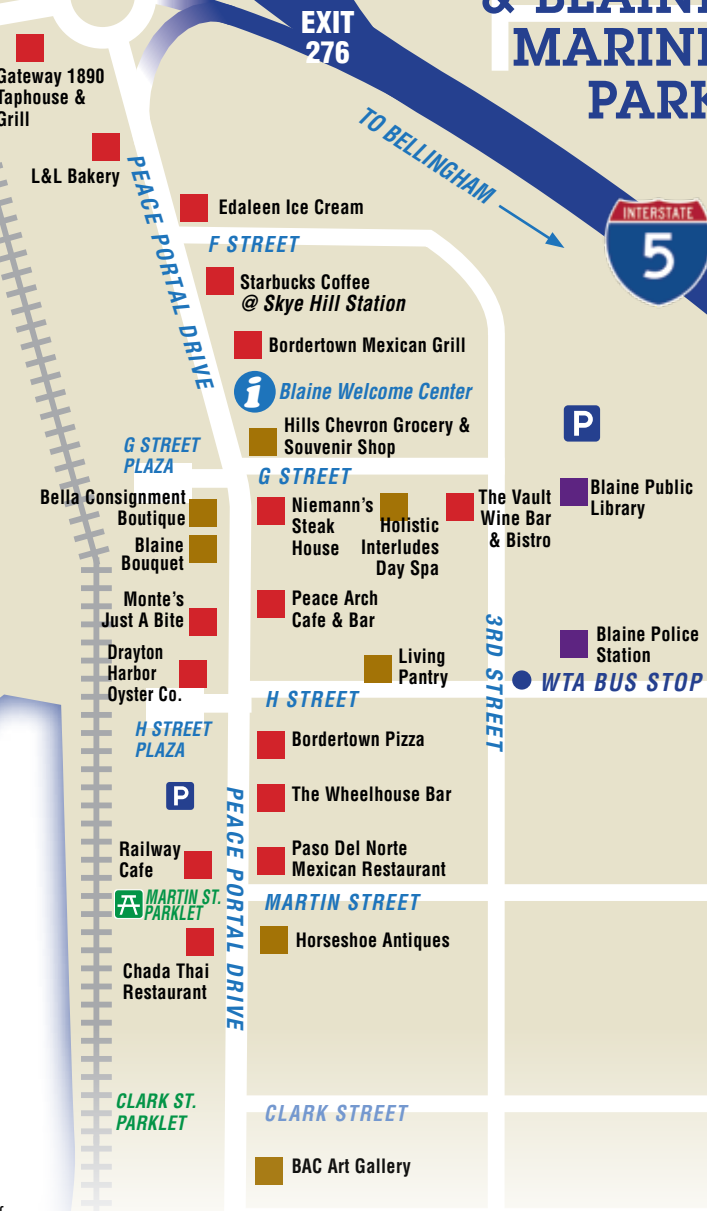 & BLAINE
MARINE
PARK
EXIT
276
Gateway 1890
Taphouse &
Grill
TO BELLINGHAM
INTERSTATE
5
L&L Bakery
PEACE PORTAL DRIVE
Edaleen Ice Cream
F STREET
Starbucks Coffee
@ Skye Hill Station
Bordertown Mexican Grill
i
Blaine Welcome Center
P
Hills Chevron Grocery &
Souvenir Shop
G STREET
PLAZA
G STREET
Bella Consignment
Boutique
Niemann's
Steak
House
Holistic
Interludes
Day Spa
The Vault
Wine Bar
& Bistro
Blaine Public
Library
Blaine
Bouquet
Monte's
Just A Bite
Peace Arch
Cafe & Bar
3RD STREET
Blaine Police
Station
Drayton
Harbor
Oyster Co.
Living
Pantry
WTA BUS STOP
H STREET
H STREET
PLAZA
Bordertown Pizza
P
The Wheelhouse Bar
PEACE PORTAL DRIVE
Railway
Cafe
Paso Del Norte
Mexican Restaurant
MARTIN ST.
PARKLET
MARTIN STREET
Horseshoe Antiques
Chada Thai
Restaurant
CLARK ST.
PARKLET
CLARK STREET
BAC Art Gallery